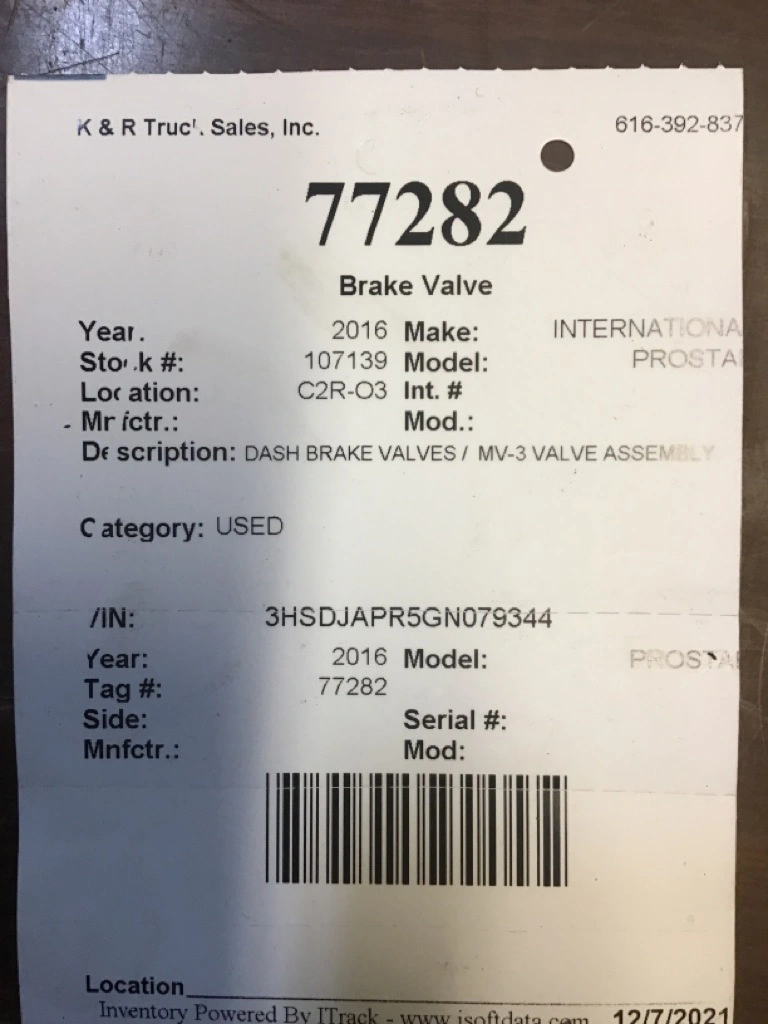 K & R Truck Sales, Inc. 616-392-837
77282
Brake Valve
Year: 2016 Make: INTERNATIONA
Stock #: 107139 Model: PROSTA
Location: C2R-O3 Int. #
Mnfctr.: Mod.:
Description: DASH BRAKE VALVES / MV-3 VALVE ASSEMBLY
Category: USED
VIN: 3HSDJAPR5GN079344
Year: 2016 Model: PROSTA
Tag #: 77282
Side: Serial #:
Mnfctr.: Mod:
Location
Inventory Powered By ITrack - www.isoftdata.com 12/7/2021